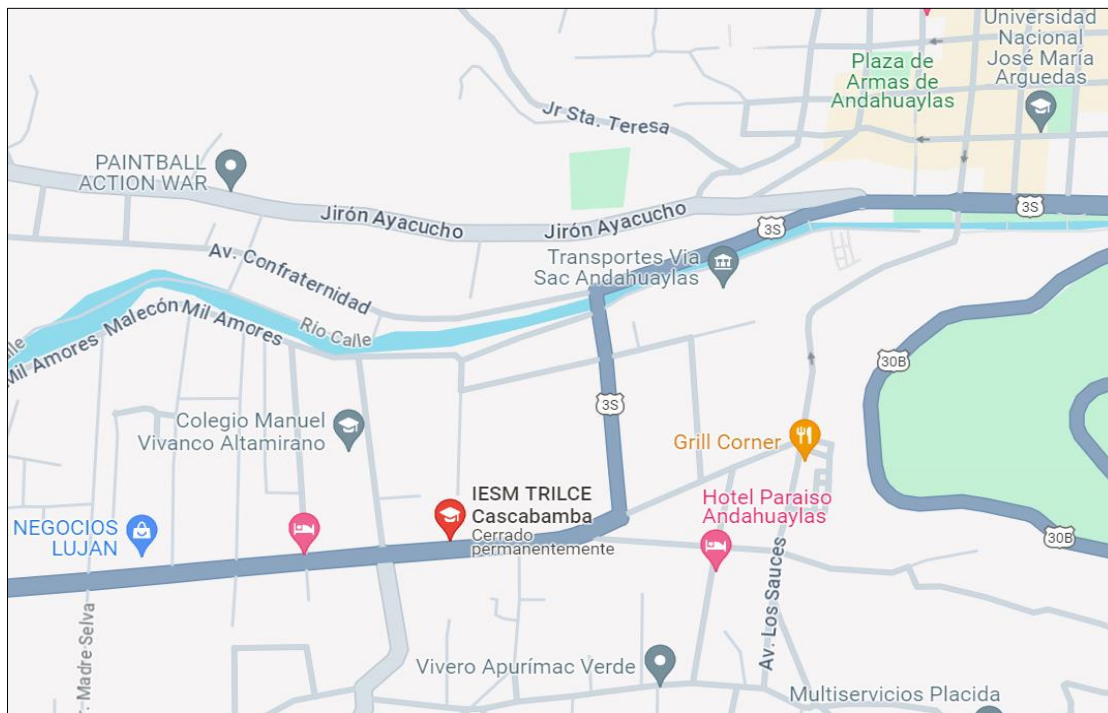 Universidad
Nacional
José María
Arguedas
Plaza de
Armas de
Andahuaylas
Jr Sta. Teresa
PAINTBALL
ACTION WAR
Jirón Ayacucho
Jirón Ayacucho
3S
3S
Av. Confraternidad
Transportes Via
Sac Andahuaylas
Rio Calle
Mil Amores
Malecón Mil Amores
30B
3S
Colegio Manuel
Vivanco Altamirano
Grill Corner
IESM TRILCE
Cascabamba
Cerrado
permanentemente
Hotel Paraiso
Andahuaylas
NEGOCIOS
LUJAN
30B
Av. Los Sauces
Madre Selva
Vivero Apurímac Verde
Multiservicios Placida